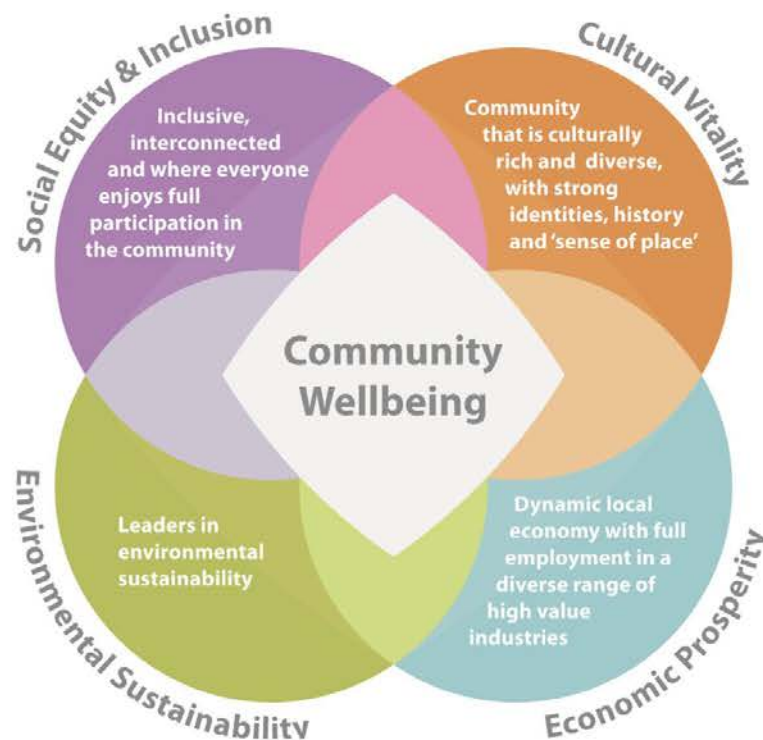 Social Equity & Inclusion
Inclusive,
interconnected
and where everyone
enjoys full
participation in
the community
Cultural Vitality
Community
that is culturally
rich and diverse,
with strong
identities, history
and ‘sense of place’
Community
Wellbeing
Environmental Sustainability
Leaders in
environmental
sustainability
Economic Prosperity
Dynamic local
economy with full
employment in a
diverse range of
high value
industries